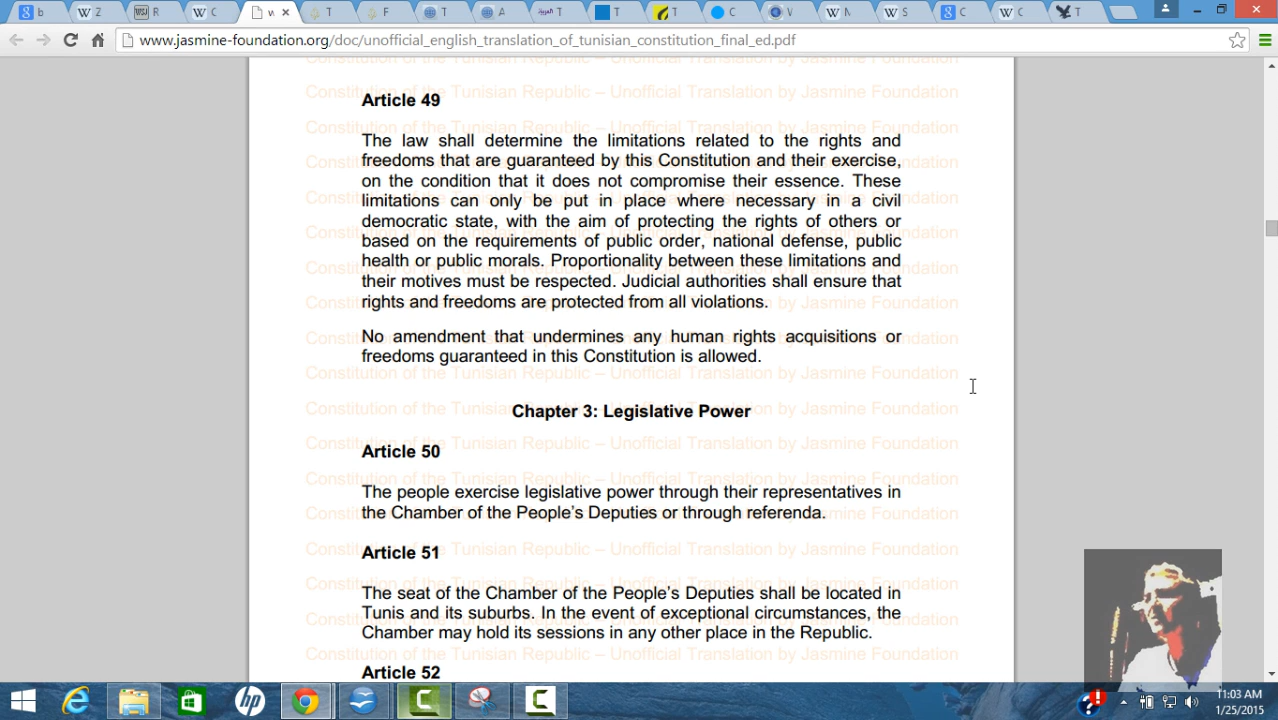 b
Z
R
C
v
T
F
T
A
T
T
T
C
V
N
S
C
C
T
www.jasmine-foundation.org/doc/unofficial_english_translation_of_tunisian_constitution_final_ed.pdf
Constitution of the Tunisian Republic – Unofficial Translation by Jasmine Foundation
Article 49
The law shall determine the limitations related to the rights and
freedoms that are guaranteed by this Constitution and their exercise,
on the condition that it does not compromise their essence. These
limitations can only be put in place where necessary in a civil
democratic state, with the aim of protecting the rights of others or
based on the requirements of public order, national defense, public
health or public morals. Proportionality between these limitations and
their motives must be respected. Judicial authorities shall ensure that
rights and freedoms are protected from all violations.
No amendment that undermines any human rights acquisitions or
freedoms guaranteed in this Constitution is allowed.
Chapter 3: Legislative Power
Article 50
The people exercise legislative power through their representatives in
the Chamber of the People’s Deputies or through referenda.
Article 51
The seat of the Chamber of the People’s Deputies shall be located in
Tunis and its suburbs. In the event of exceptional circumstances, the
Chamber may hold its sessions in any other place in the Republic.
Article 52
11:03 AM
1/25/2015